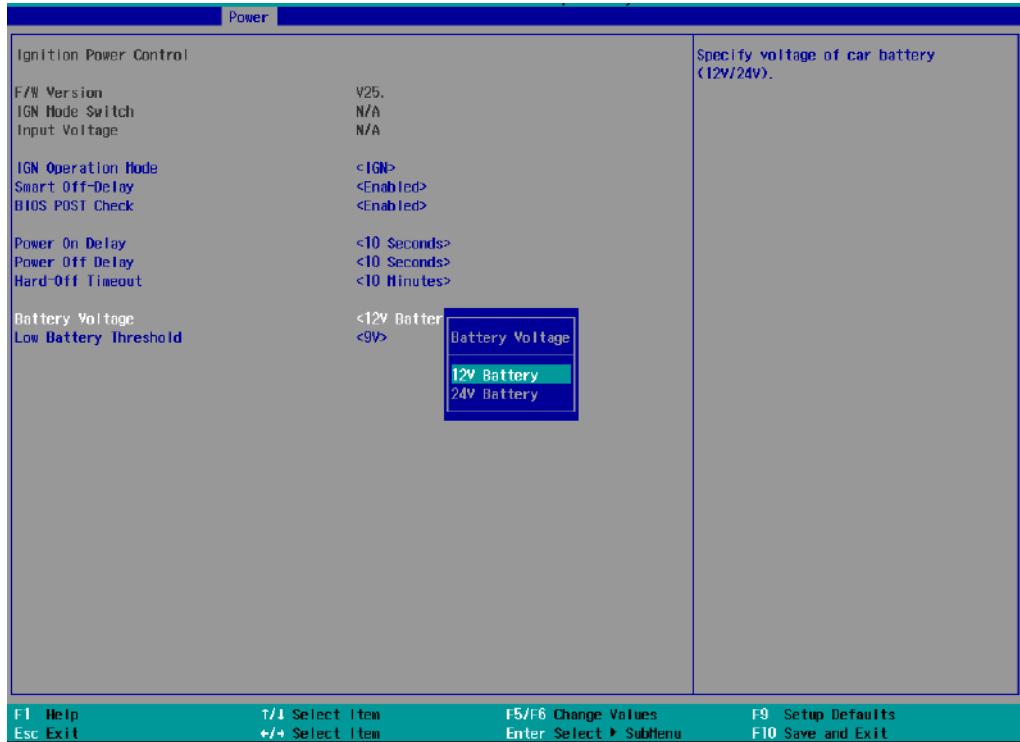 Power
Ignition Power Control
Specify voltage of car battery
(12V/24V).
F/W Version V25.
IGN Mode Switch N/A
Input Voltage N/A
IGN Operation Mode <IGN>
Smart Off-Delay <Enabled>
BIOS POST Check <Enabled>
Power On Delay <10 Seconds>
Power Off Delay <10 Seconds>
Hard-Off Timeout <10 Minutes>
Battery Voltage <12V Batter
Low Battery Threshold <9V>
Battery Voltage
12V Battery
24V Battery
F1 Help ↑/↓ Select Item F5/F6 Change Values F9 Setup Defaults
Esc Exit ←/→ Select Item Enter Select ▶ SubMenu F10 Save and Exit